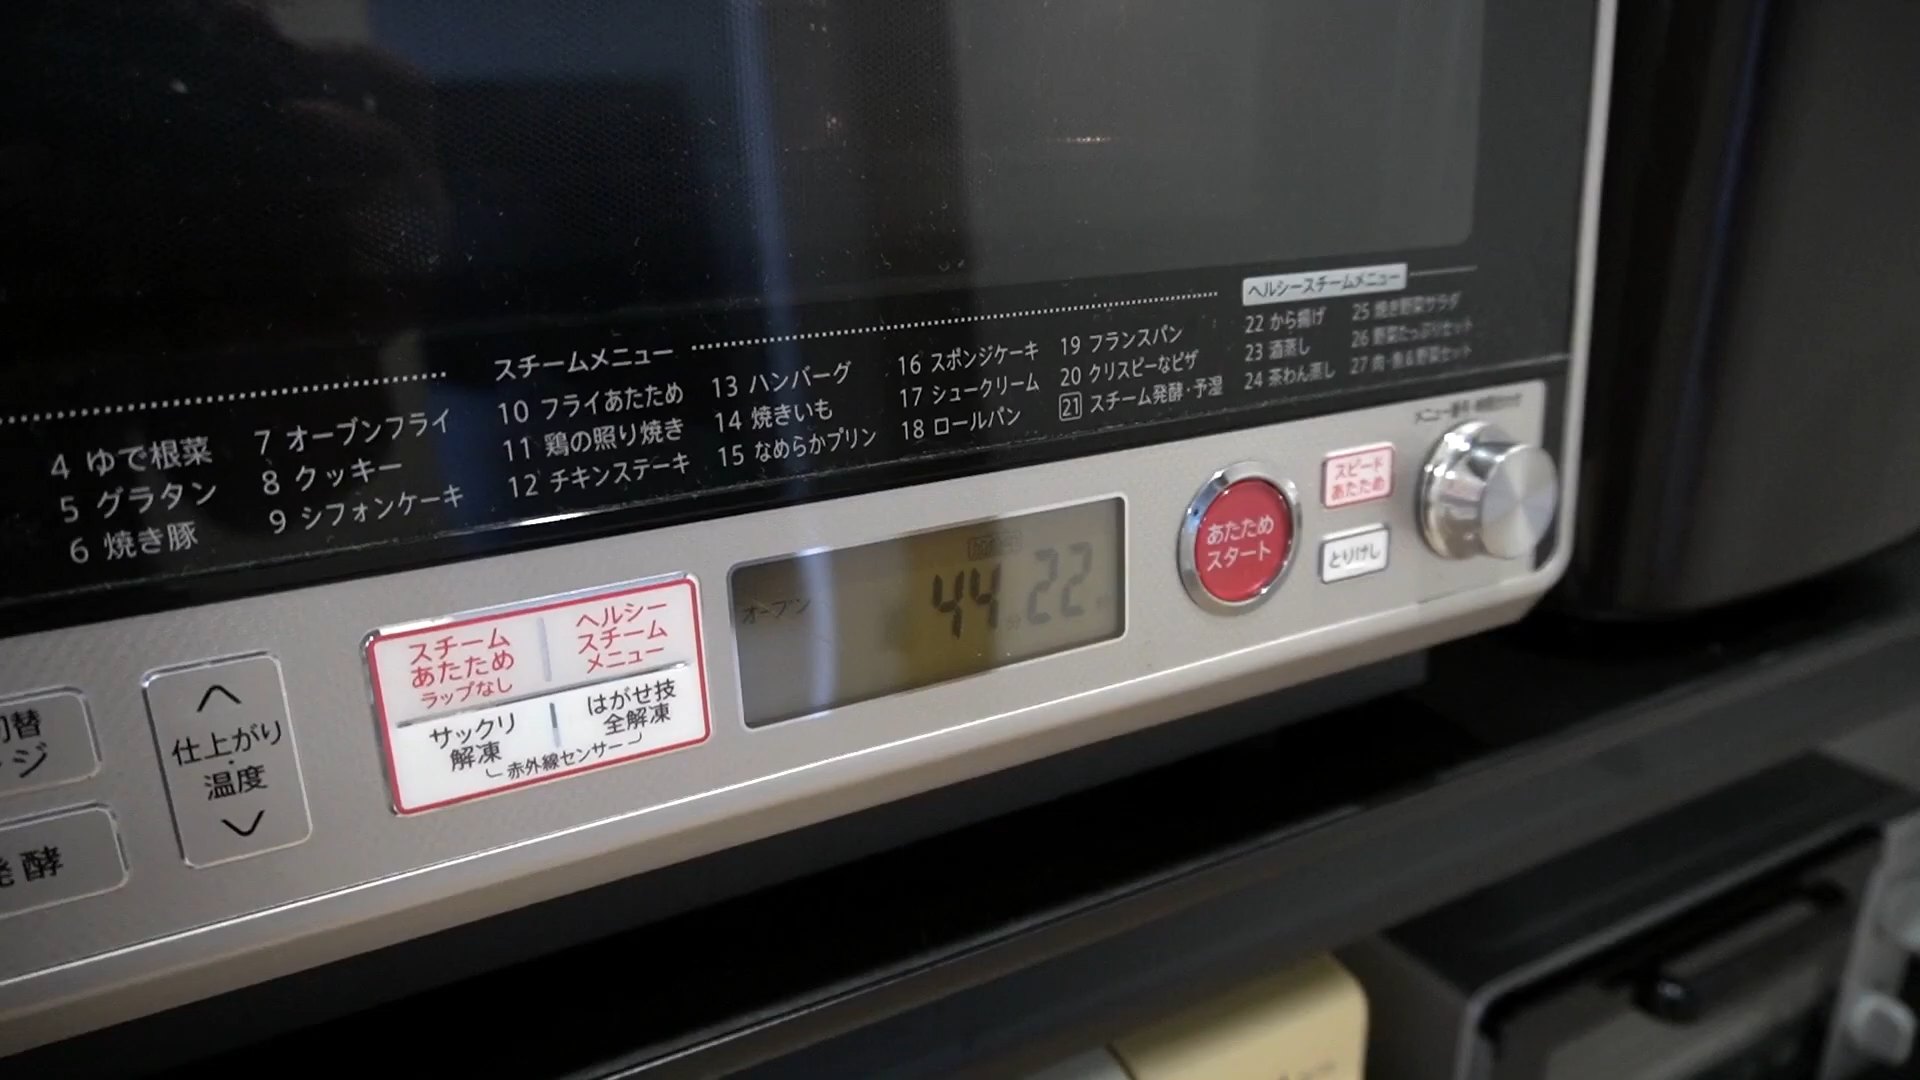 4 ゆで根菜
5 グラタン
6 焼き豚
7 オーブンフライ
8 クッキー
9 シフォンケーキ
スチームメニュー
10 フライあたため
11 鶏の照り焼き
12 チキンステーキ
13 ハンバーグ
14 焼きいも
15 なめらかプリン
16 スポンジケーキ
17 シュークリーム
18 ロールパン
19 フランスパン
20 クリスピーなピザ
21 スチーム発酵・予湿
ヘルシースチームメニュー
22 から揚げ
23 酒蒸し
24 茶わん蒸し
25 焼き野菜サラダ
26 野菜たっぷりセット
27 肉・魚&野菜セット
切替
ジ
発酵
仕上がり
・
温度
スチーム
あたため
ラップなし
ヘルシー
スチーム
メニュー
サックリ
解凍
はがせ技
全解凍
赤外線センサー
オーブン
44 分 22
あたため
スタート
スピード
あたため
とりけし